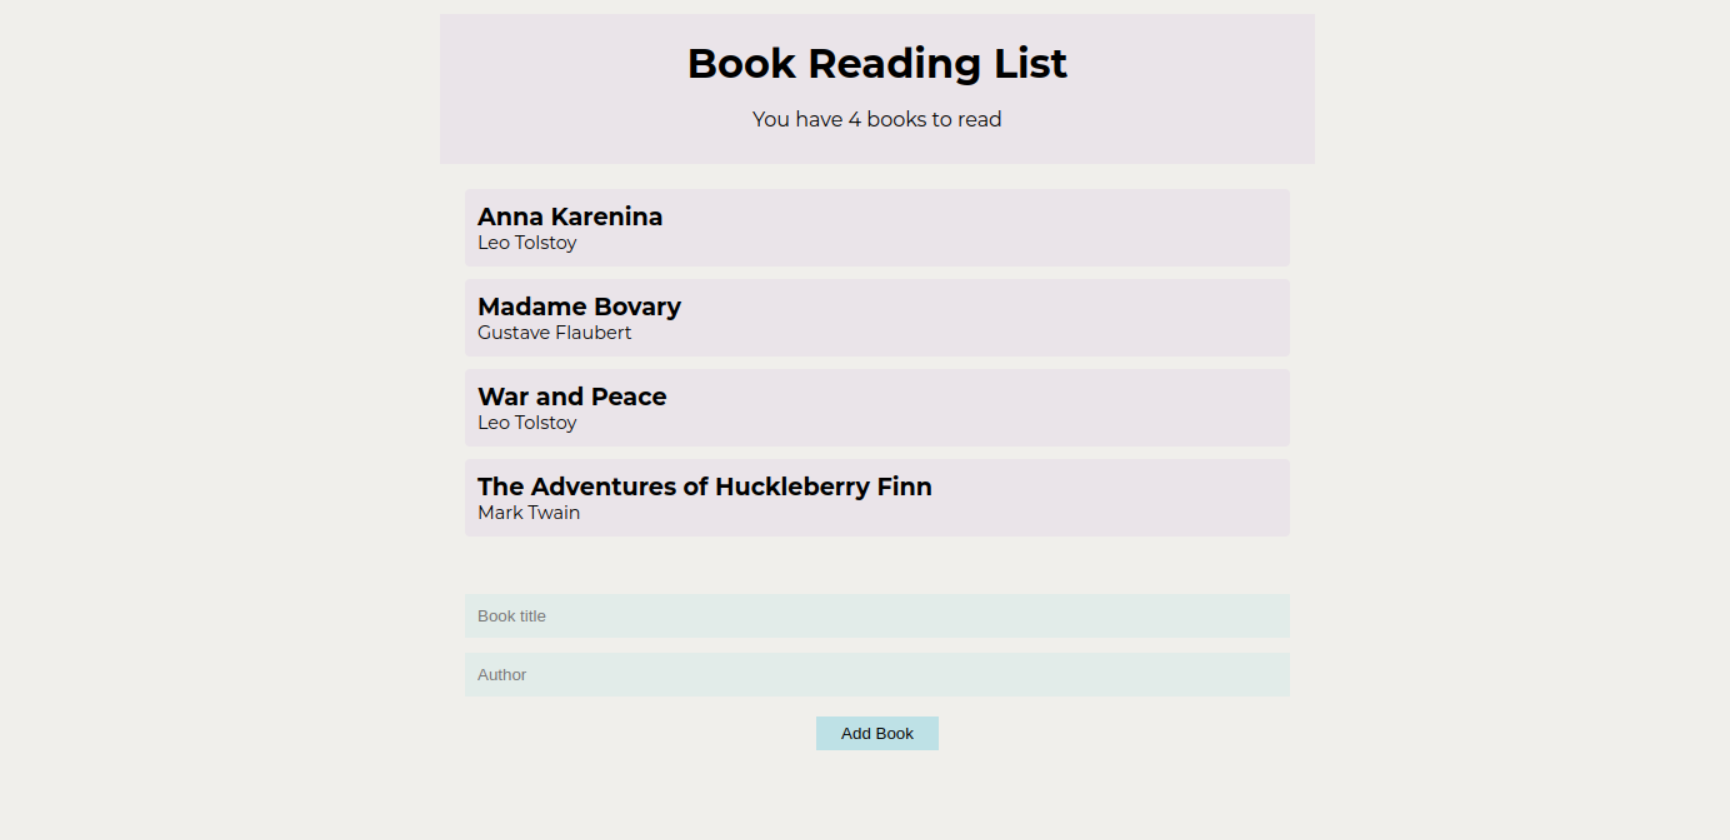 Book Reading List
You have 4 books to read
Anna Karenina
Leo Tolstoy
Madame Bovary
Gustave Flaubert
War and Peace
Leo Tolstoy
The Adventures of Huckleberry Finn
Mark Twain
Book title
Author
Add Book